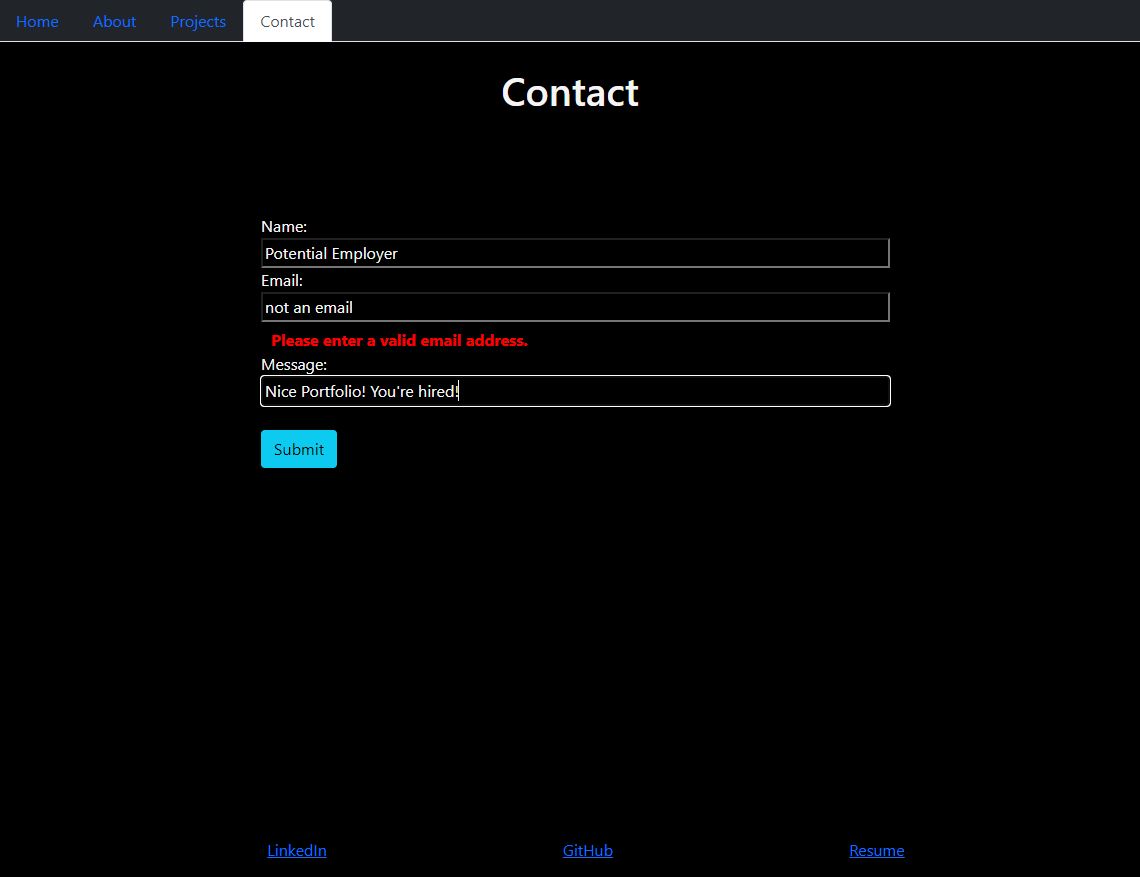 Home About Projects Contact
Contact
Name:
Potential Employer
Email:
not an email
Please enter a valid email address.
Message:
Nice Portfolio! You're hired!
Submit
LinkedIn GitHub Resume